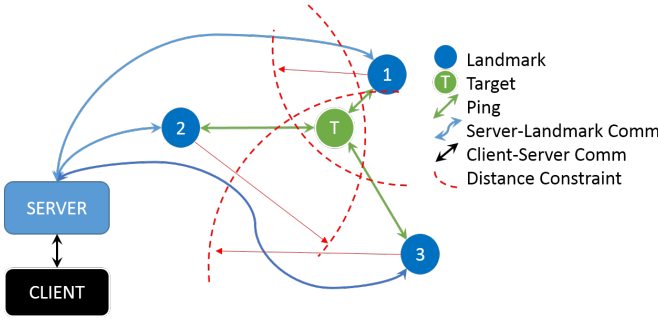 1
Landmark
T
Target
2
T
Ping
Server-Landmark Comm
Client-Server Comm
Distance Constraint
SERVER
3
CLIENT